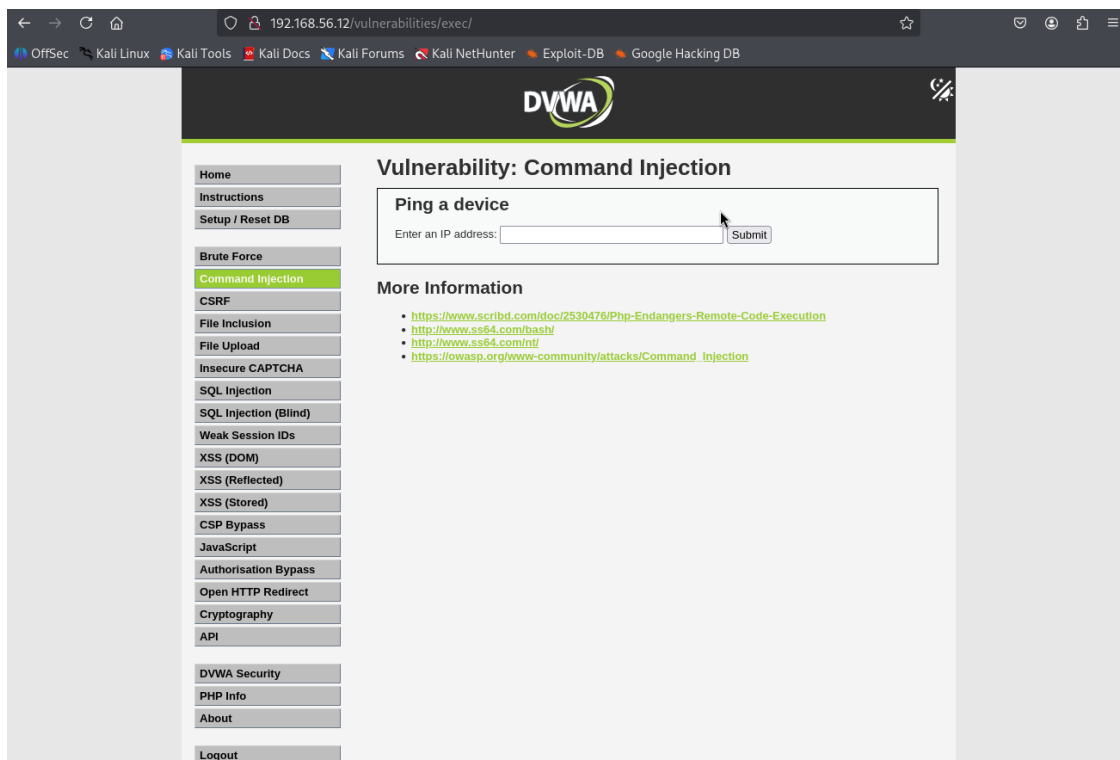 192.168.56.12/vulnerabilities/exec/
OffSec Kali Linux Kali Tools Kali Docs Kali Forums Kali NetHunter Exploit-DB Google Hacking DB
DVWA
Home
Instructions
Setup / Reset DB
Brute Force
Command Injection
CSRF
File Inclusion
File Upload
Insecure CAPTCHA
SQL Injection
SQL Injection (Blind)
Weak Session IDs
XSS (DOM)
XSS (Reflected)
XSS (Stored)
CSP Bypass
JavaScript
Authorisation Bypass
Open HTTP Redirect
Cryptography
API
DVWA Security
PHP Info
About
Logout
Vulnerability: Command Injection
Ping a device
Enter an IP address: Submit
More Information
https://www.scribd.com/doc/2530476/Php-Endangers-Remote-Code-Execution
http://www.ss64.com/bash/
http://www.ss64.com/nt/
https://owasp.org/www-community/attacks/Command_Injection